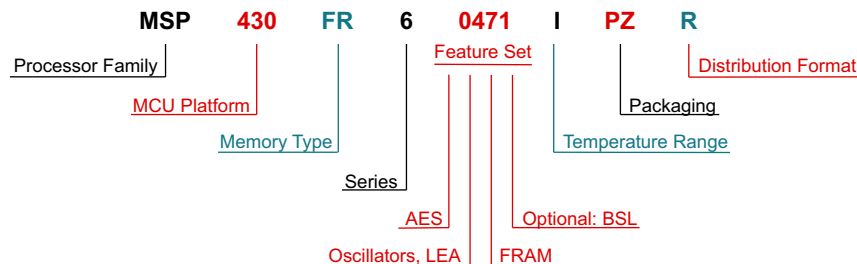 MSP 430 FR 6 0471 I PZ R
Feature Set
Processor Family
Distribution Format
MCU Platform
Packaging
Memory Type
Temperature Range
Series
AES
Optional: BSL
Oscillators, LEA
FRAM